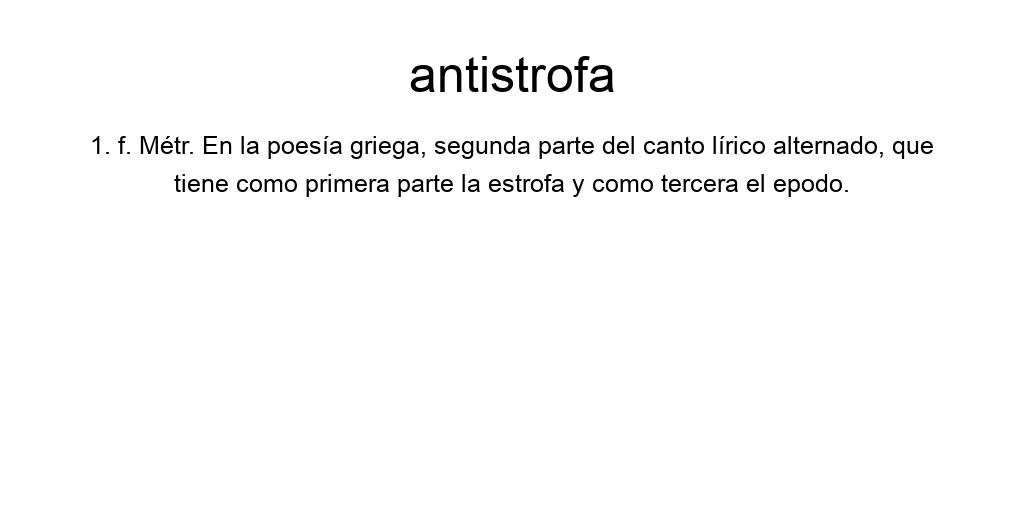 antistrofa
1. f. Métr. En la poesía griega, segunda parte del canto lírico alternado, que
tiene como primera parte la estrofa y como tercera el epodo.